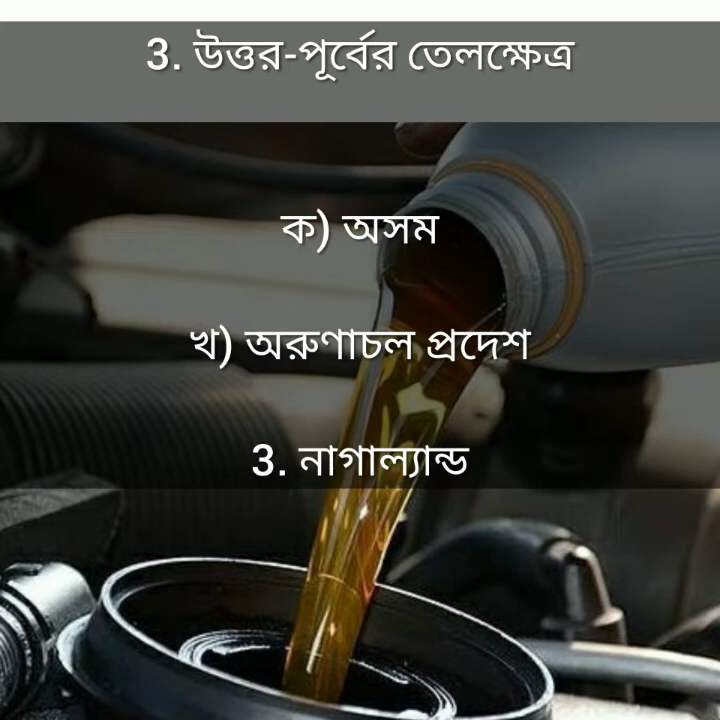 3. উত্তর-পূর্বের তেলক্ষেত্র
ক) অসম
খ) অরুণাচল প্রদেশ
3. নাগাল্যান্ড